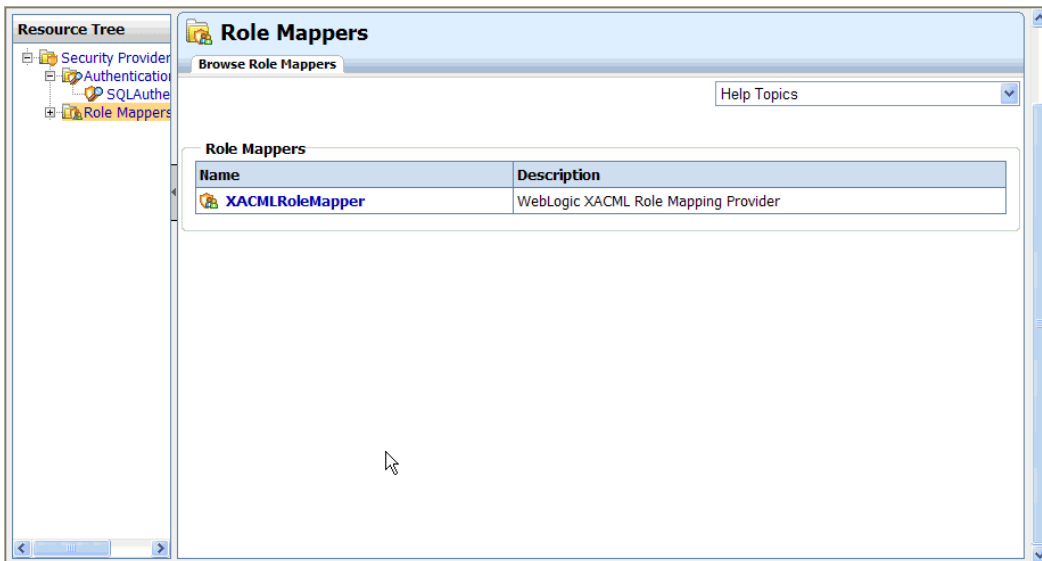 Resource Tree
Security Provider
Authentication
SQLAuthe
Role Mappers
Role Mappers
Browse Role Mappers
Help Topics
Role Mappers
Name Description
XACMLRoleMapper WebLogic XACML Role Mapping Provider